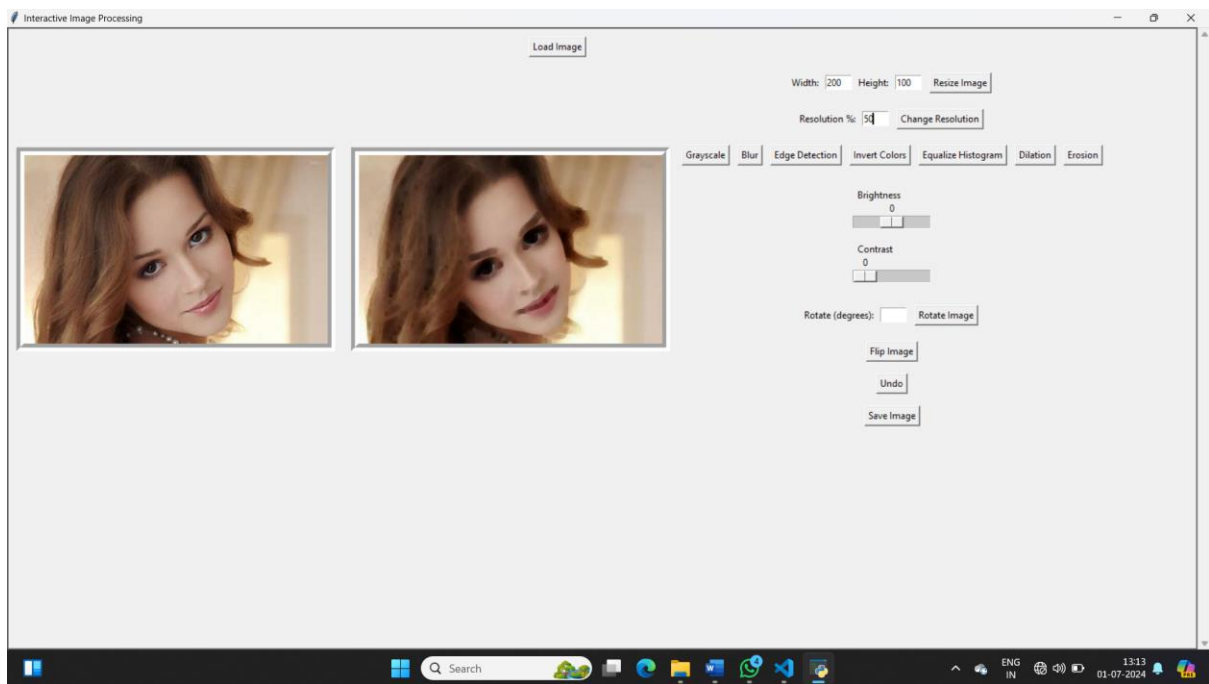 Interactive Image Processing
Load Image
Width: 200 Height: 100 Resize Image
Resolution %: 50 Change Resolution
Grayscale Blur Edge Detection Invert Colors Equalize Histogram Dilation Erosion
Brightness
0
Contrast
0
Rotate (degrees): Rotate Image
Flip Image
Undo
Save Image
Search
4
ENG
IN
13:13
01-07-2024